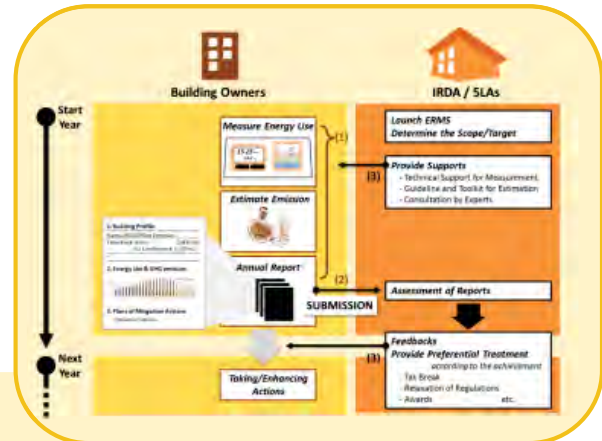 Building Owners
IRDA / SLAs
Start
Year
Measure Energy Use
(1)
Launch ERMS
Determine the Scope/Target
Provide Supports
- Technical Support for Measurement
- Guideline and Toolkit for Estimation
- Consultation by Experts
(3)
Estimate Emission
1. Building Profile
2. Energy Use & GHG emission
3. Plans of Mitigation Actions
Annual Report
(2)
SUBMISSION
Assessment of Reports
Feedbacks
Provide Preferential Treatment
according to the achievement
- Tax Break
- Relaxation of Regulations
- Awards etc.
(3)
Next
Year
Taking/Enhancing
Actions